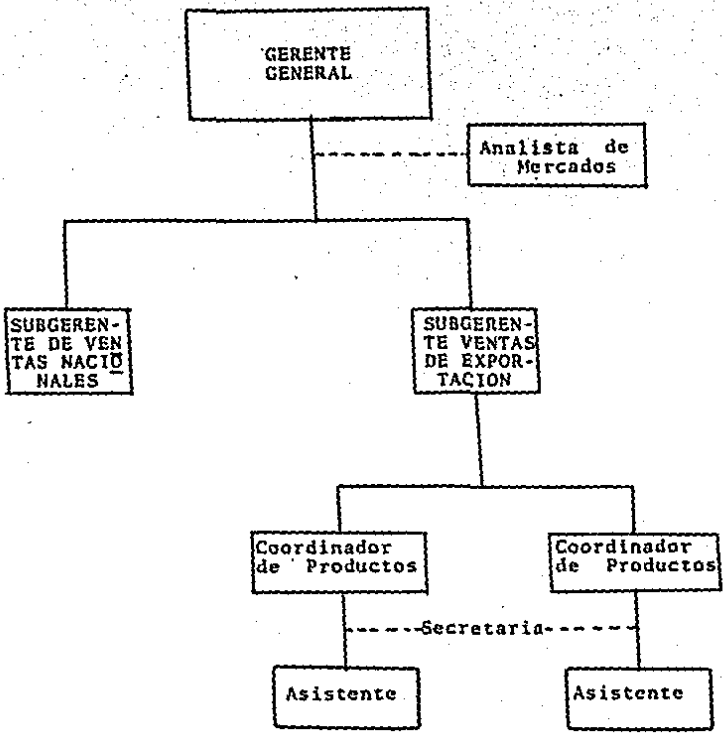 GERENTE
GENERAL
Analista de
Mercados
SUBGEREN-
TE DE VEN
TAS NACIO
NALES
SUBGEREN-
TE VENTAS
DE EXPOR-
TACION
Coordinador
de Productos
Coordinador
de Productos
Secretaria
Asistente
Asistente